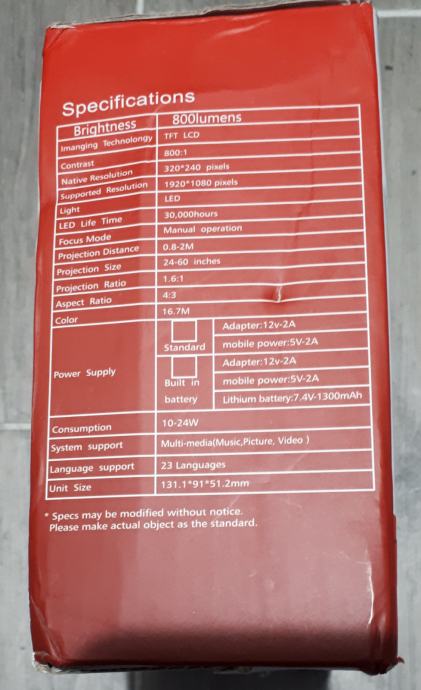 Specifications
Brightness 800lumens
Imanging Technolongy TFT LCD
Contrast 800:1
Native Resolution 320*240 pixels
Supported Resolution 1920*1080 pixels
Light LED
LED Life Time 30,000hours
Focus Mode Manual operation
Projection Distance 0.8-2M
Projection Size 24-60 inches
Projection Ratio 1.6:1
Aspect Ratio 4:3
Color 16.7M
Power Supply Standard Adapter:12v-2A
mobile power:5V-2A
Built in battery Adapter:12v-2A
mobile power:5V-2A
Lithium battery:7.4V-1300mAh
Consumption 10-24W
System support Multi-media(Music,Picture, Video )
Language support 23 Languages
Unit Size 131.1*91*51.2mm
* Specs may be modified without notice.
Please make actual object as the standard.